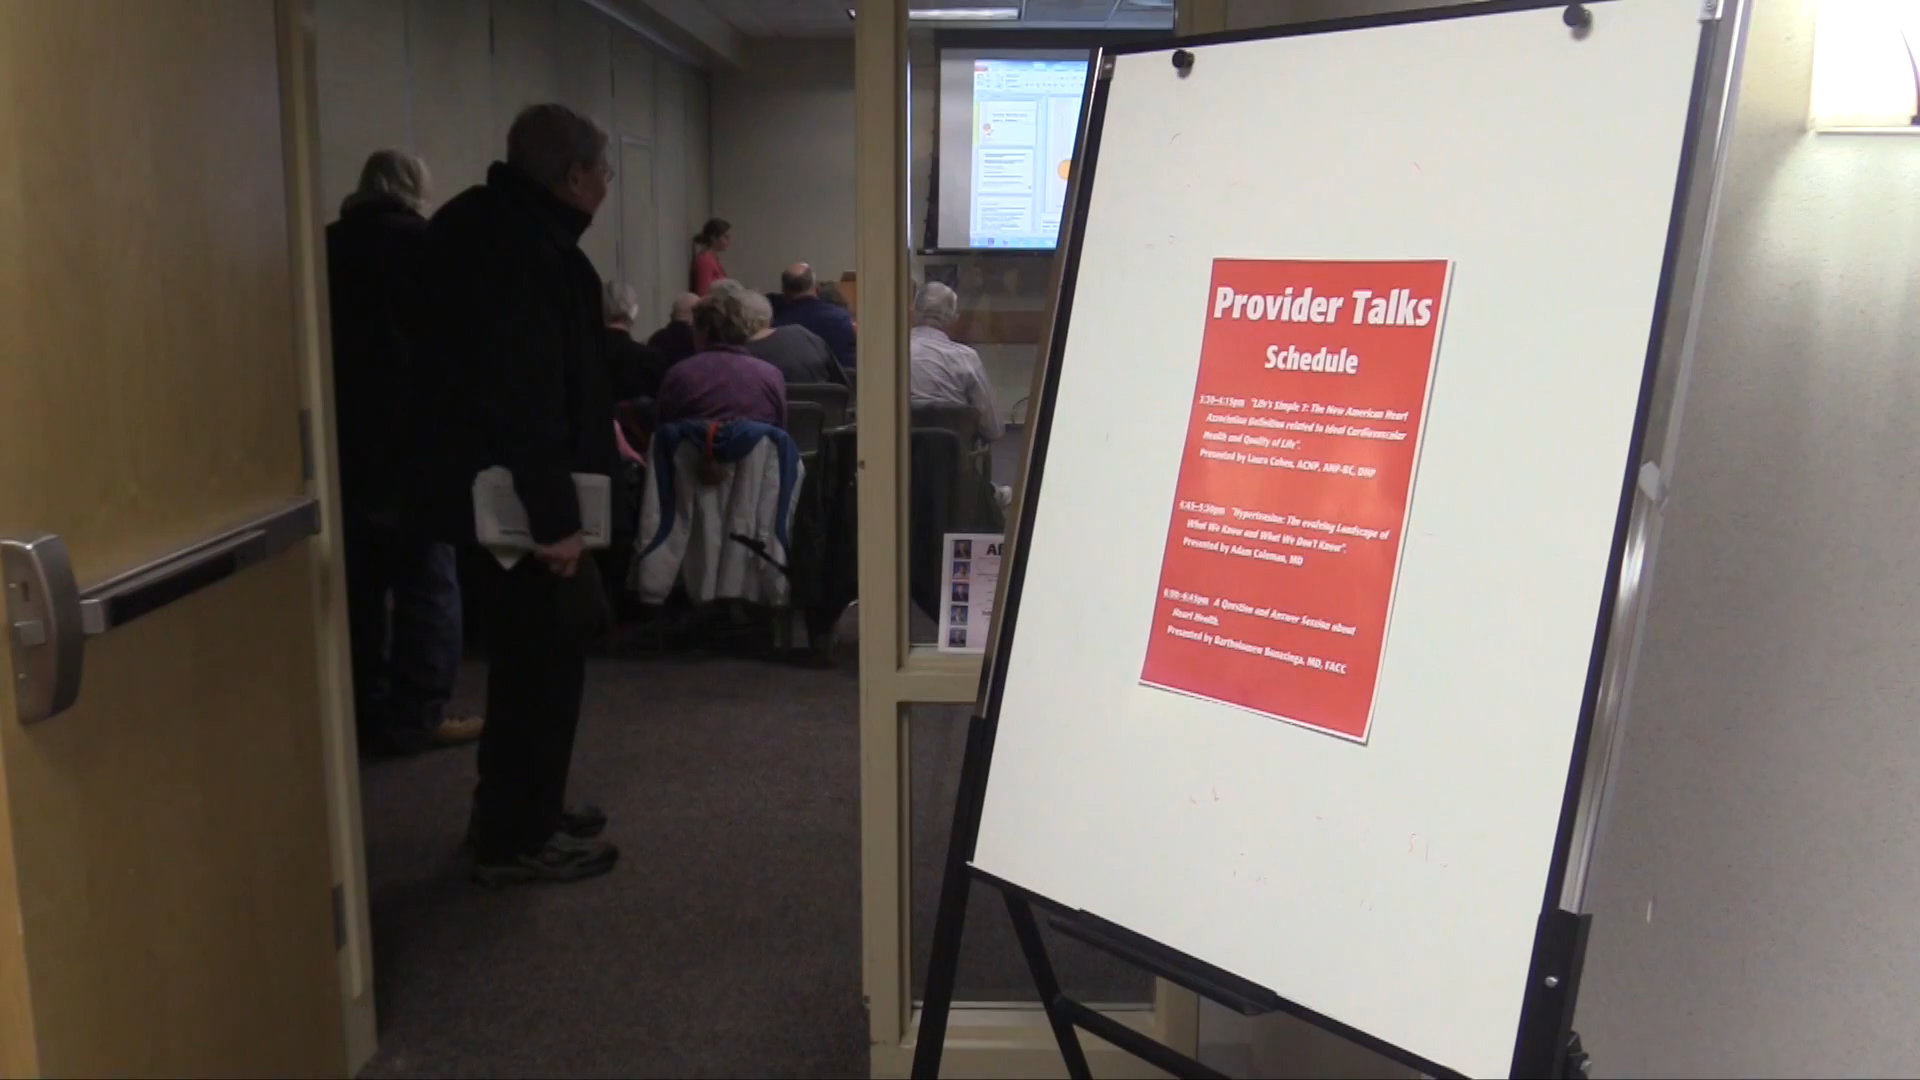 Provider Talks
Schedule
3:30-4:15pm "Life's Simple 7: The New American Heart
Association Definition related to Ideal Cardiovascular
Health and Quality of Life".
Presented by Laura Cohen, ACNP, ANP-BC, DNP
4:45-5:30pm "Hypertension: The evolving Landscape of
What We Know and What We Don't Know".
Presented by Adam Coleman, MD
6:00-6:45pm A Question and Answer Session about
Heart Health.
Presented by Bartholomew Bonazinga, MD, FACC